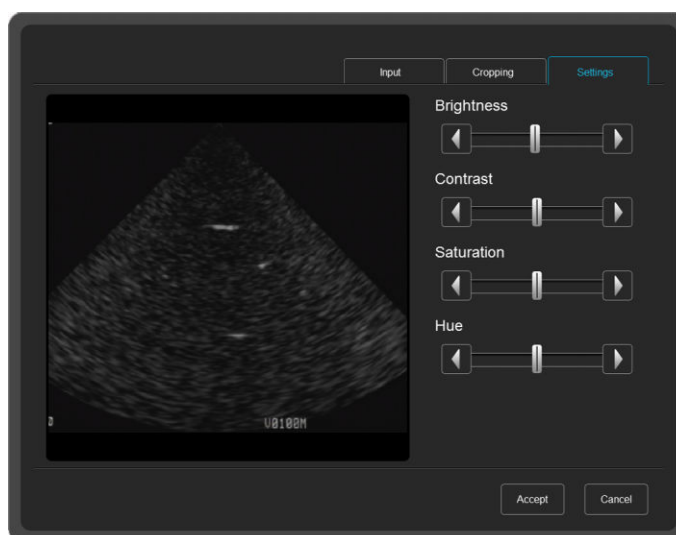 Input
Cropping
Settings
Brightness
Contrast
Saturation
Hue
V0100M
Accept
Cancel